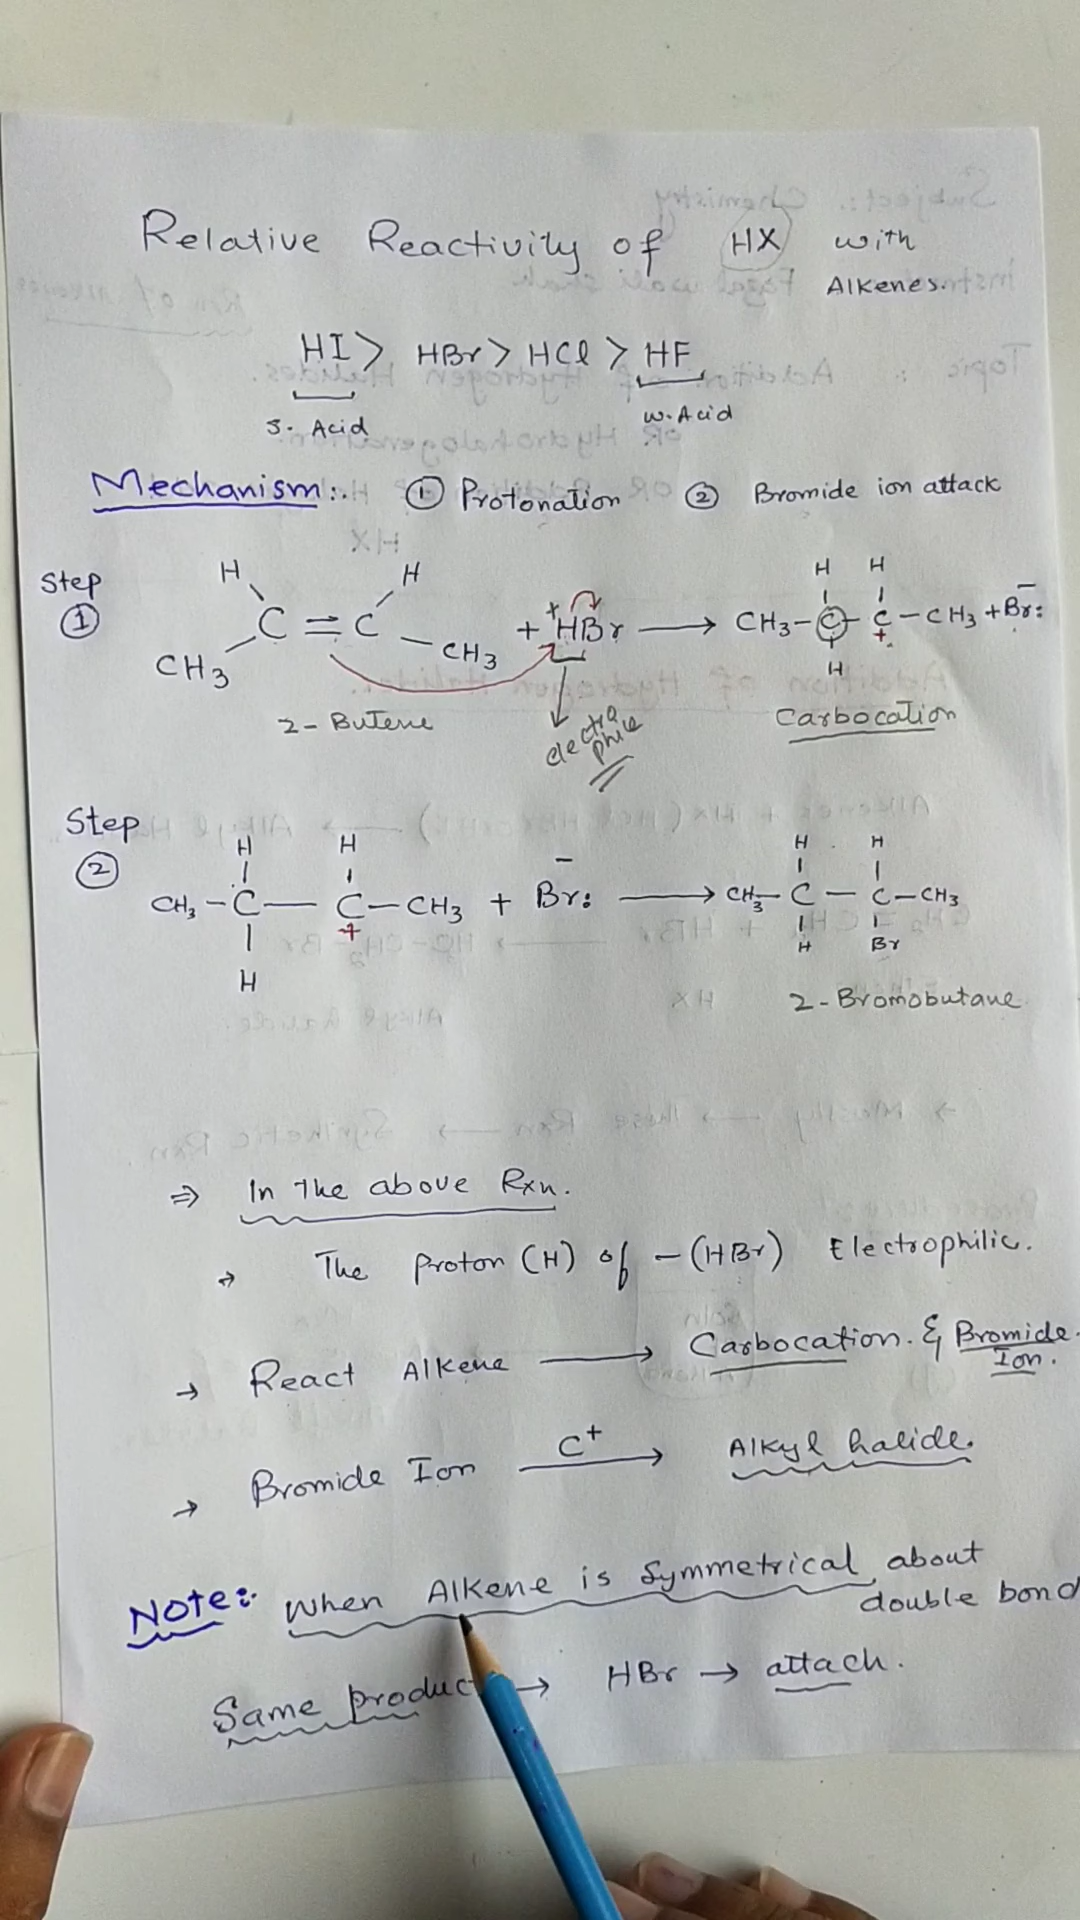 Relative Reactivity of HX with
Alkenes.
HI > HBr > HCl > HF
S. Acid w. Acid
Mechanism:. ① Protonation ② Bromide ion attack
Step
①
H H H H
C = C + +HBr → CH3 - C - C - CH3 + Br:
CH3 CH3 H +
2 - Butene electrophile Carbocation
Step
②
H H H H
CH3 - C - C - CH3 + Br: → CH3 - C - C - CH3
H + H Br
2 - Bromobutane
⇒ In the above Rxn.
→ The proton (H) of - (HBr) Electrophilic.
→ React Alkene → Carbocation. & Bromide
Ion.
→ Bromide Ion C+ → Alkyl halide.
Note:. When Alkene is Symmetrical about
double bond
Same product → HBr → attach.